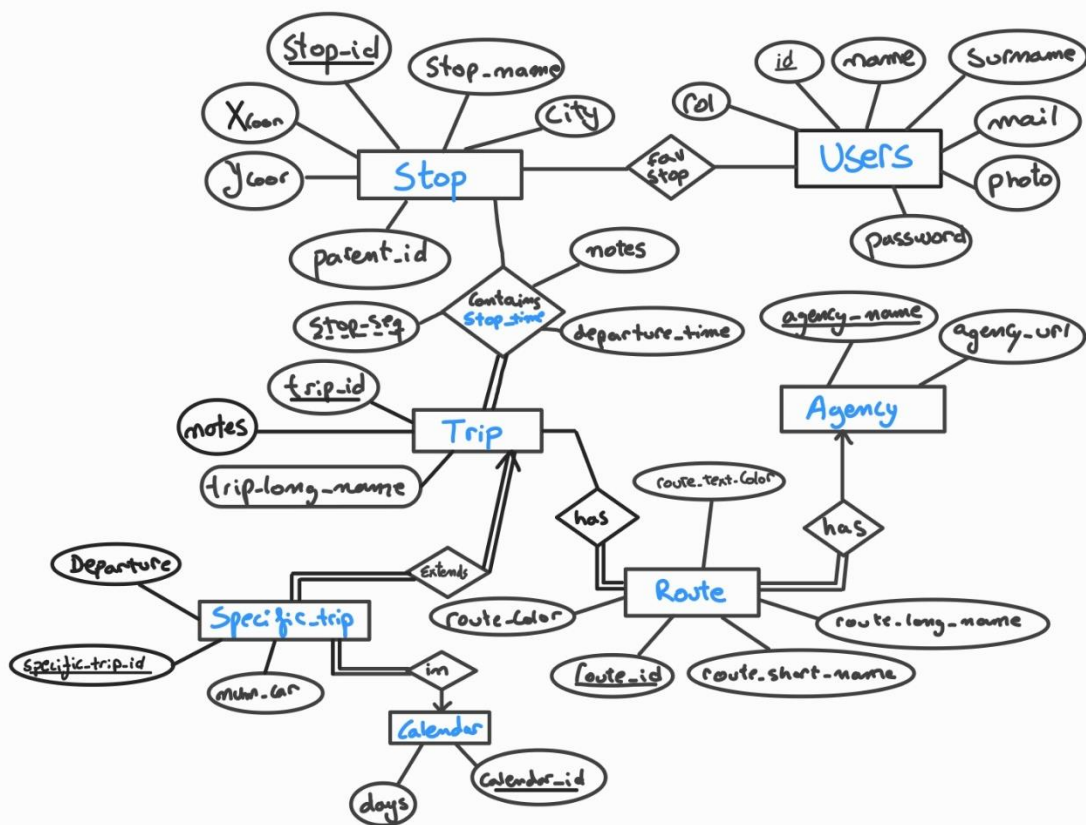 Stop_id
Stop_name
City
Xcoor
Ycoor
Stop
parent_id
fav
stop
rol
id
name
surname
mail
photo
Users
password
notes
Contains
Stop_time
stop_seq
departure_time
agency_name
agency_url
Agency
trip_id
notes
Trip
trip_long_name
has
route_text_color
has
Extends
Departure
Specific_trip
specific_trip_id
in
Calendar
days
calendar_id
Route
route_color
route_long_name
route_id
route_short_name